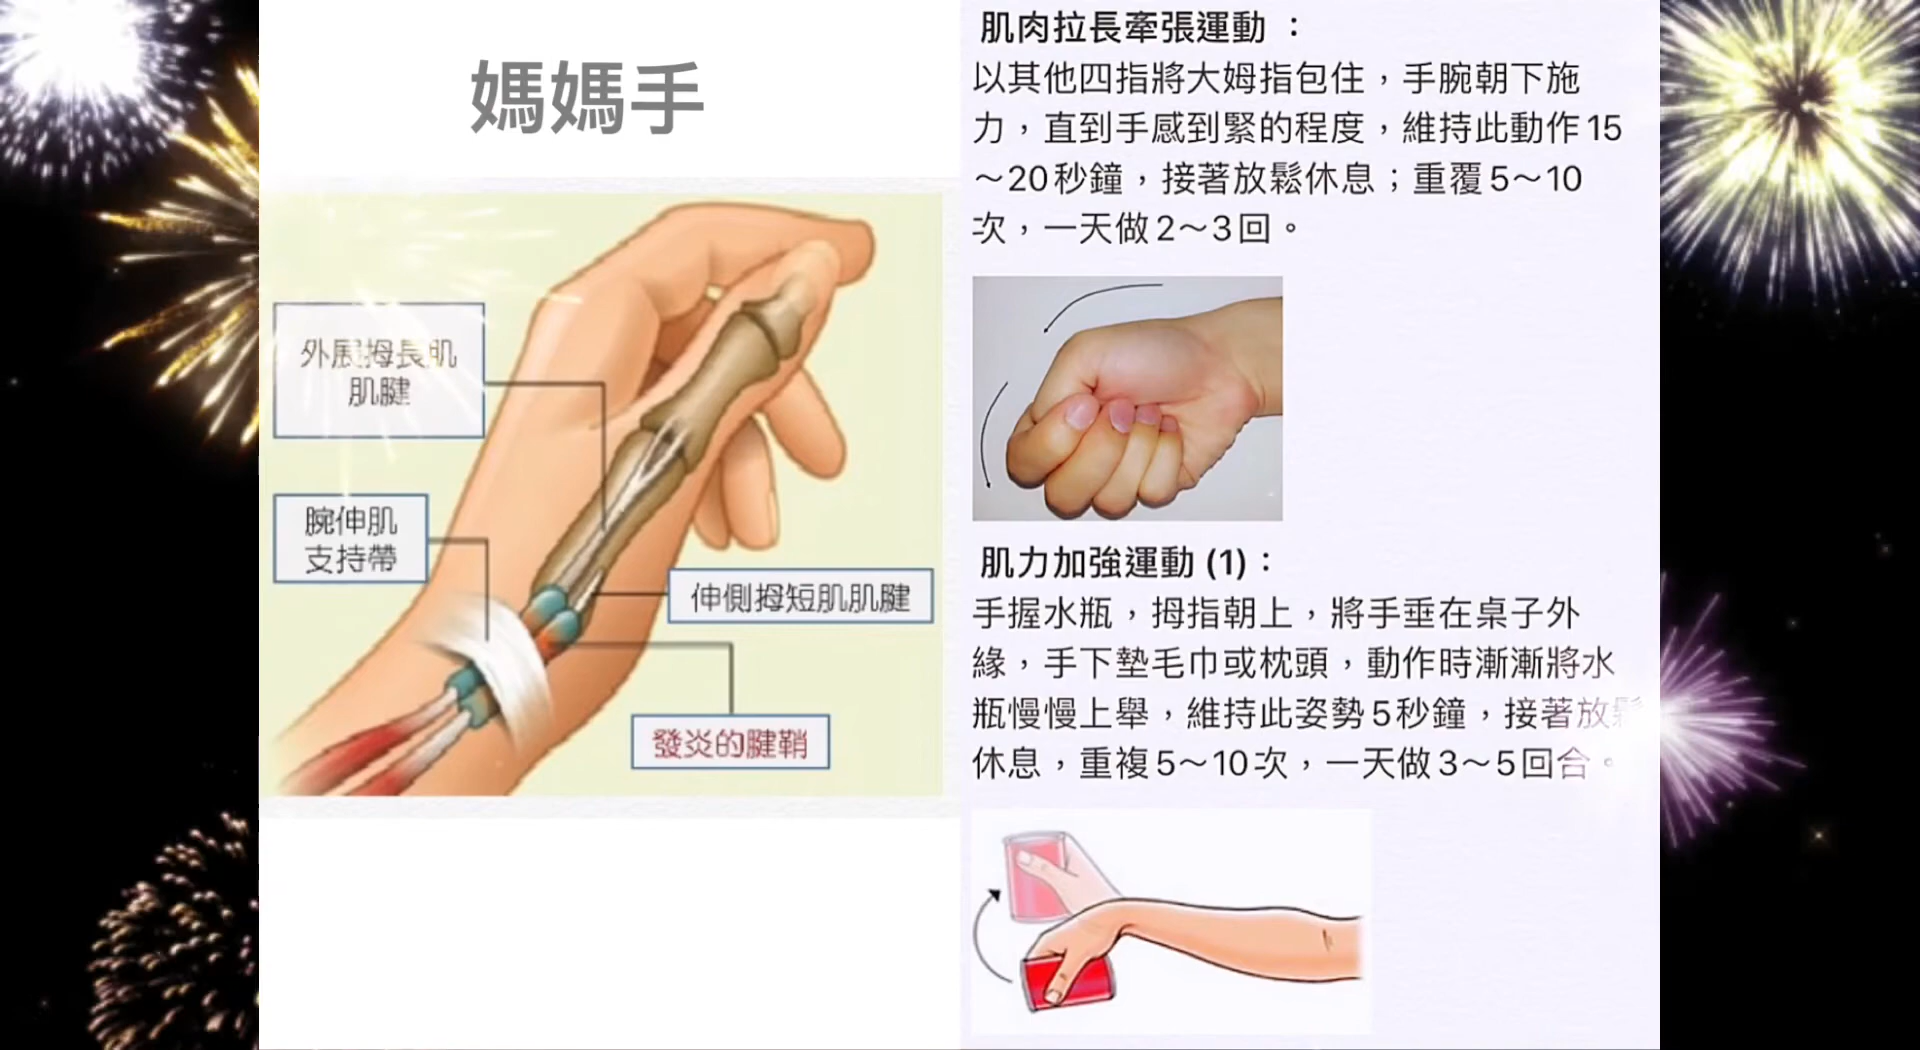 媽媽手
外展拇長肌
肌腱
腕伸肌
支持帶
伸側拇短肌肌腱
發炎的腱鞘
肌肉拉長牽張運動：
以其他四指將大姆指包住，手腕朝下施
力，直到手感到緊的程度，維持此動作15
～20秒鐘，接著放鬆休息；重覆5～10
次，一天做2～3回。
肌力加強運動 (1)：
手握水瓶，拇指朝上，將手垂在桌子外
緣，手下墊毛巾或枕頭，動作時漸漸將水
瓶慢慢上舉，維持此姿勢5秒鐘，接著放鬆
休息，重複5～10次，一天做3～5回合。